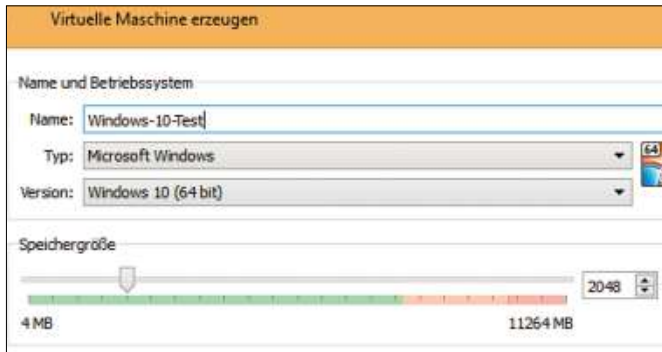 Virtuelle Maschine erzeugen
Name und Betriebssystem
Name: Windows-10-Test
Typ: Microsoft Windows
64
Version: Windows 10 (64 bit)
Speichergröße
2048
4 MB 11264 MB